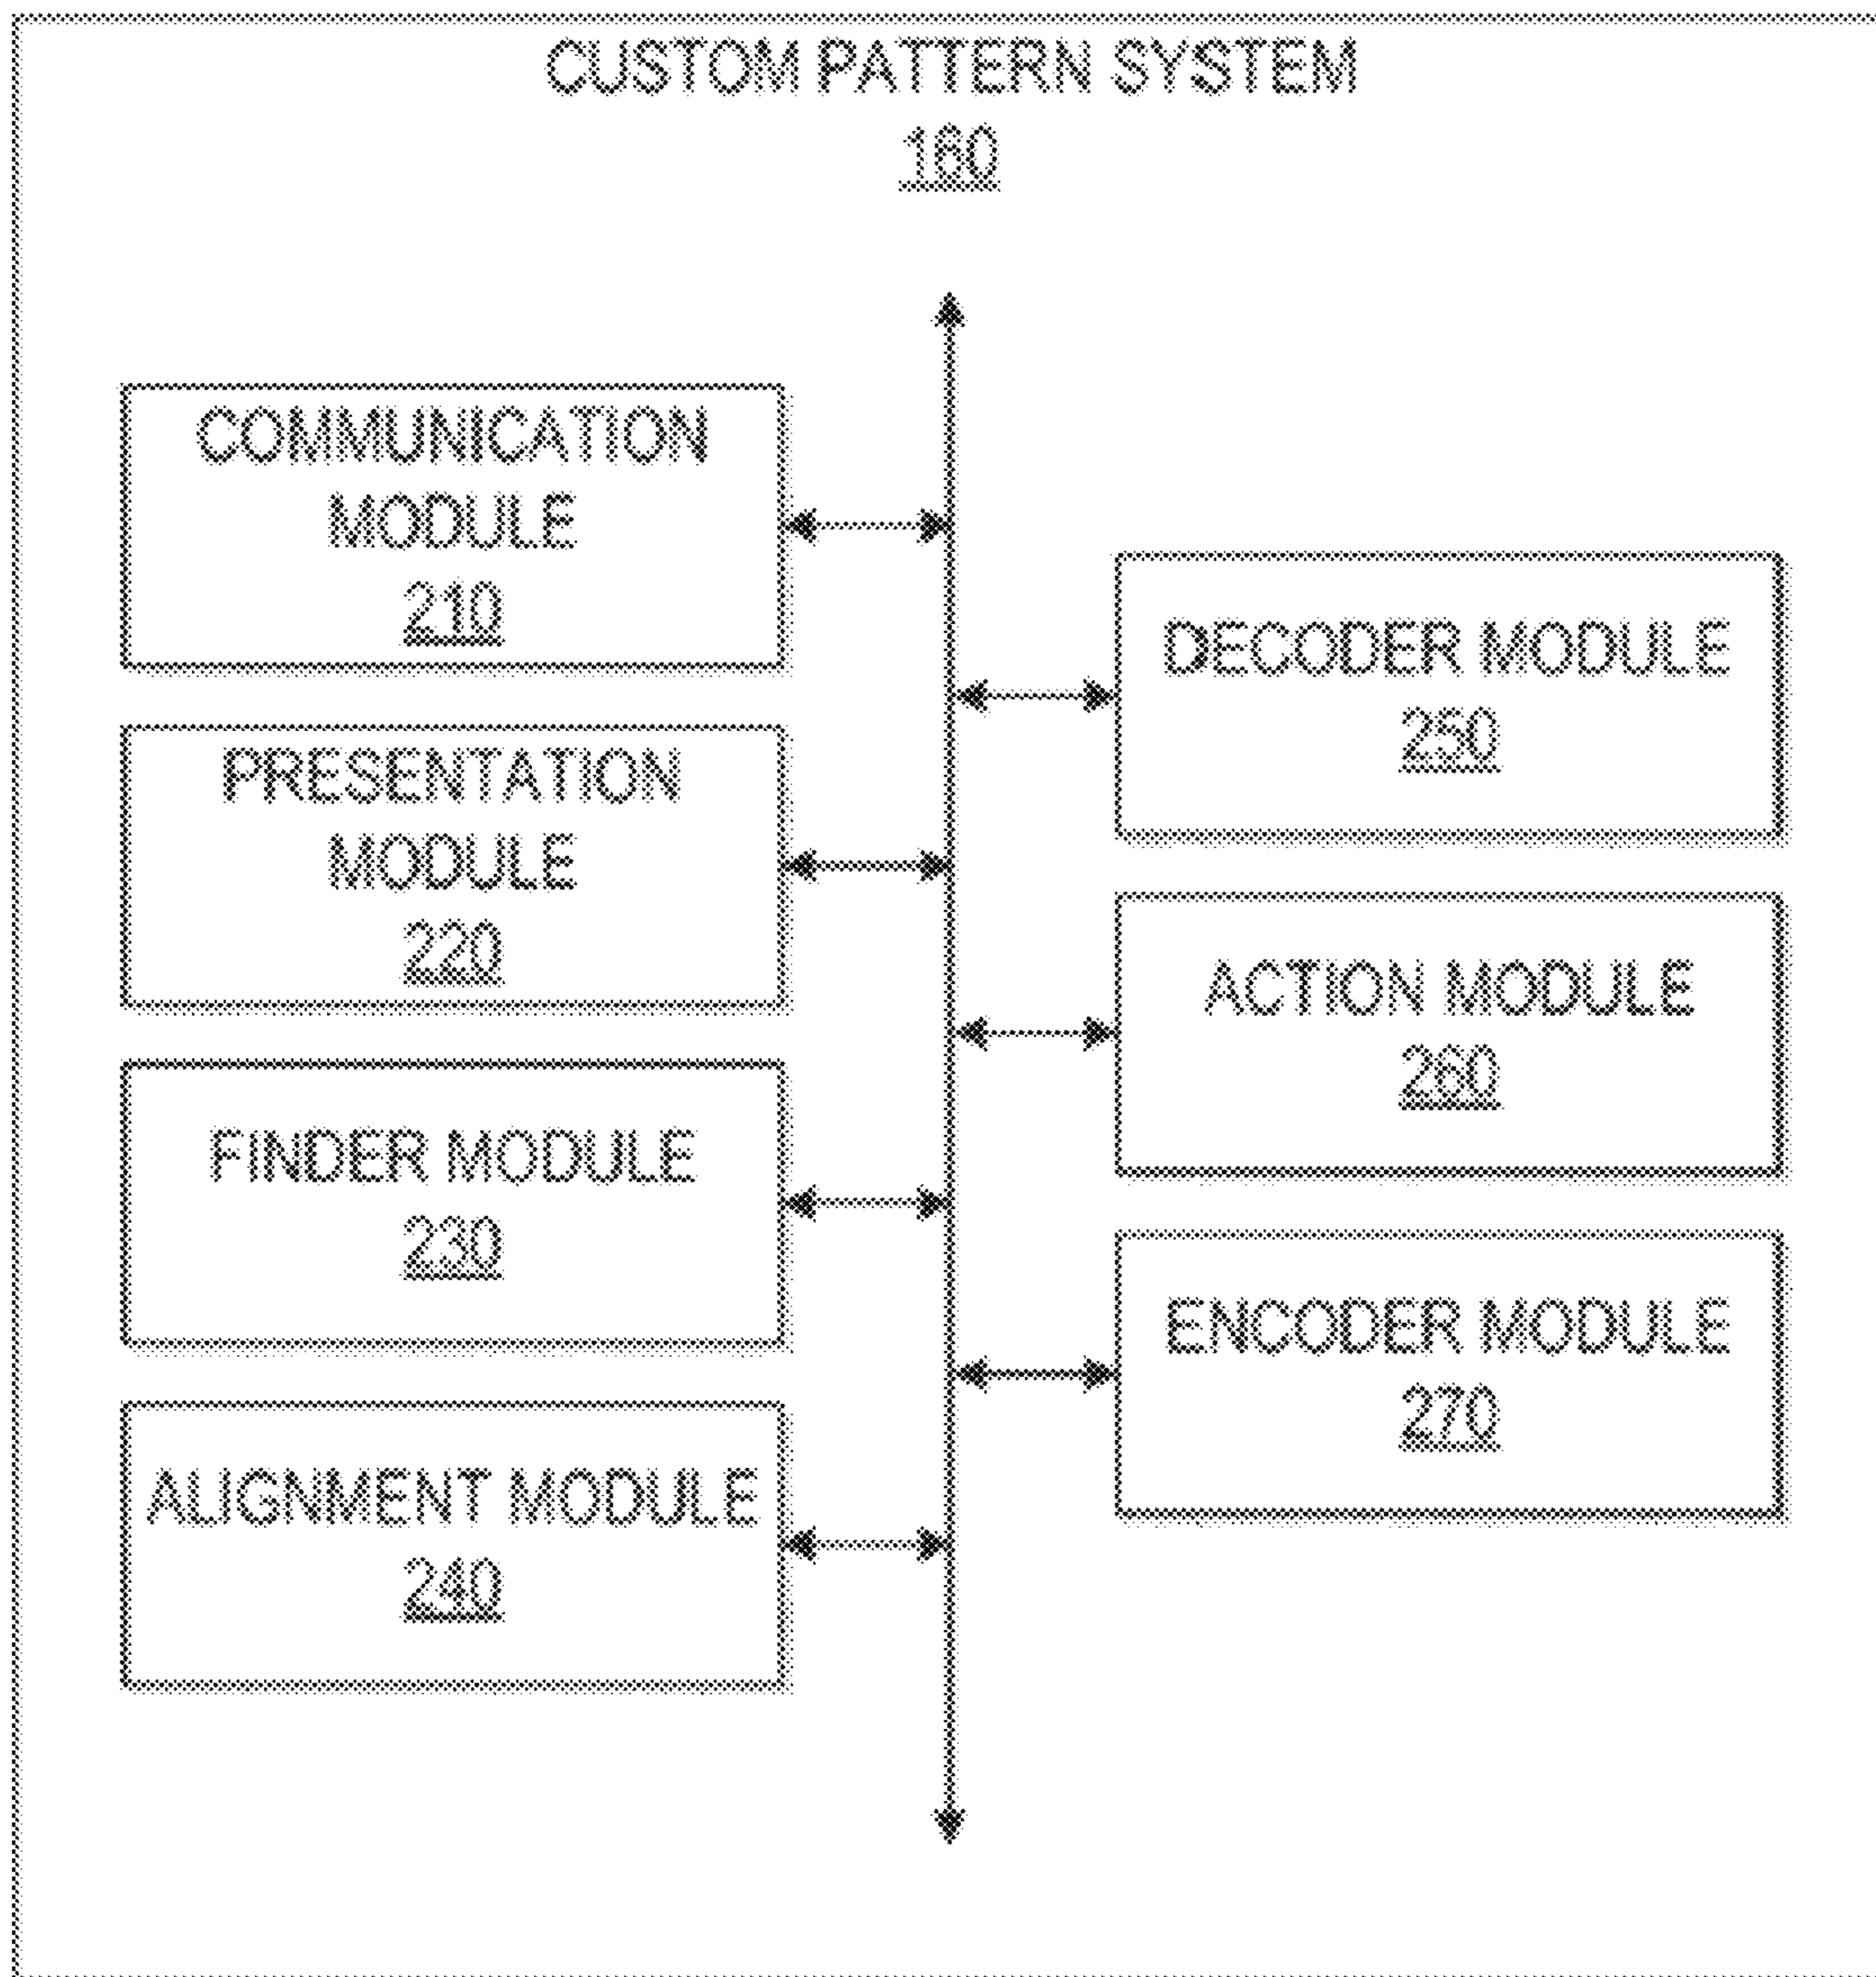 CUSTOM PATTERN SYSTEM
160
COMMUNICATION
MODULE
210
PRESENTATION
MODULE
220
FINDER MODULE
230
ALIGNMENT MODULE
240
DECODER MODULE
250
ACTION MODULE
260
ENCODER MODULE
270